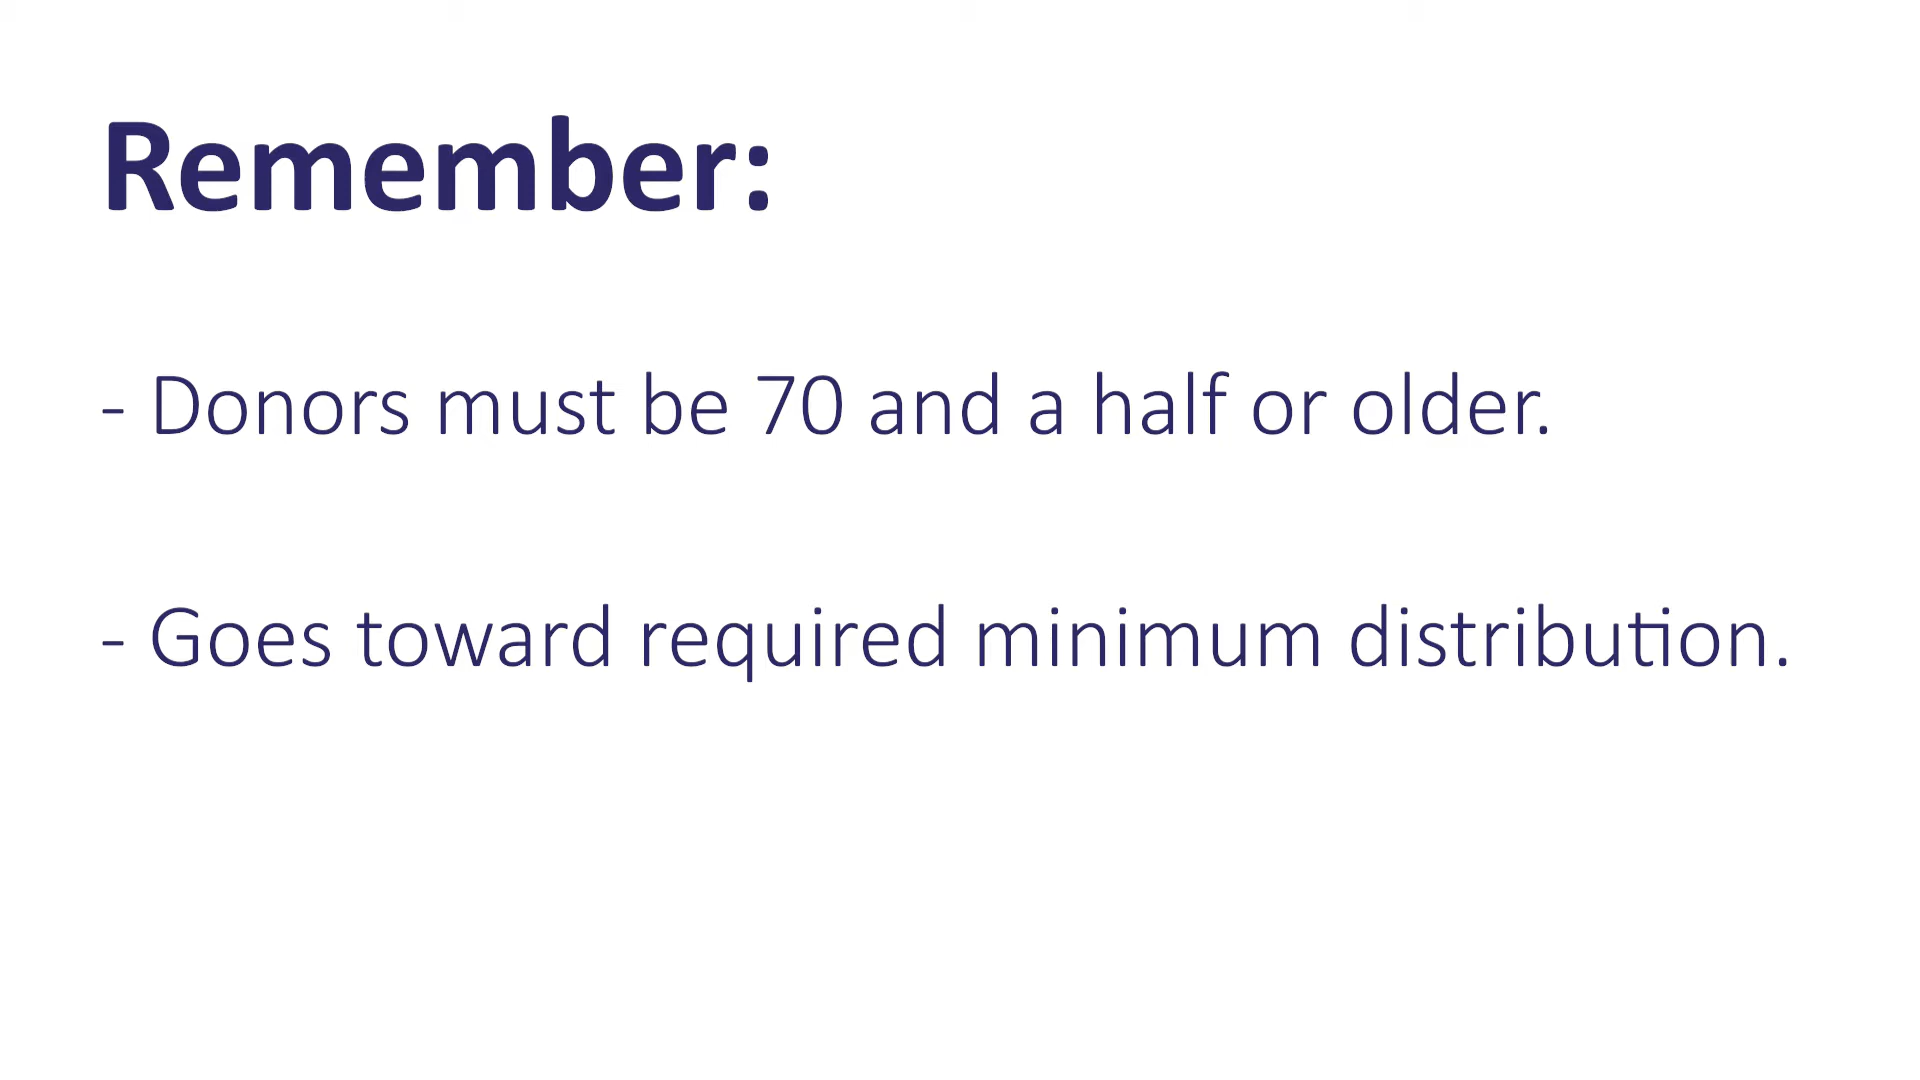 Remember:
- Donors must be 70 and a half or older.
- Goes toward required minimum distribution.